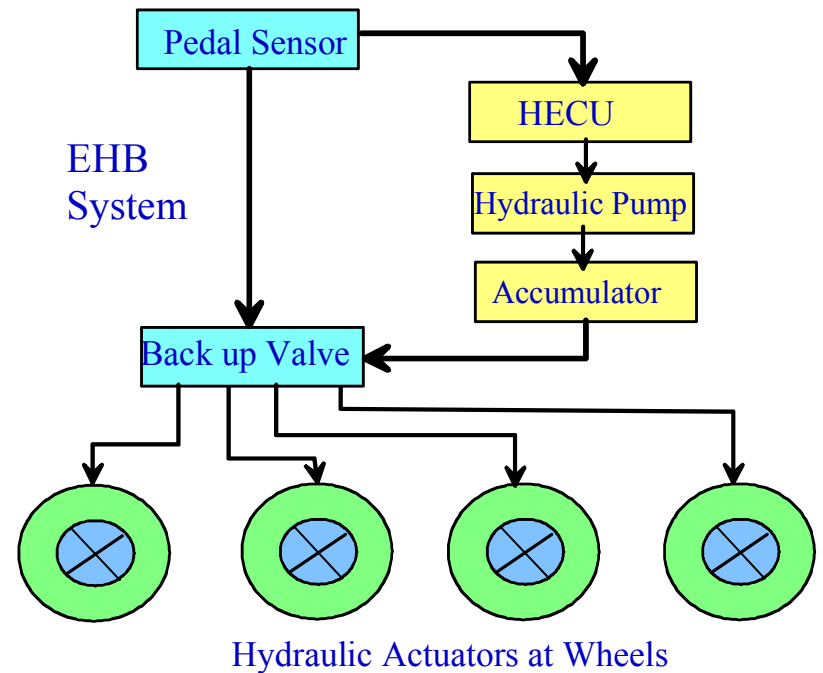 Pedal Sensor
HECU
EHB
System
Hydraulic Pump
Accumulator
Back up Valve
Hydraulic Actuators at Wheels